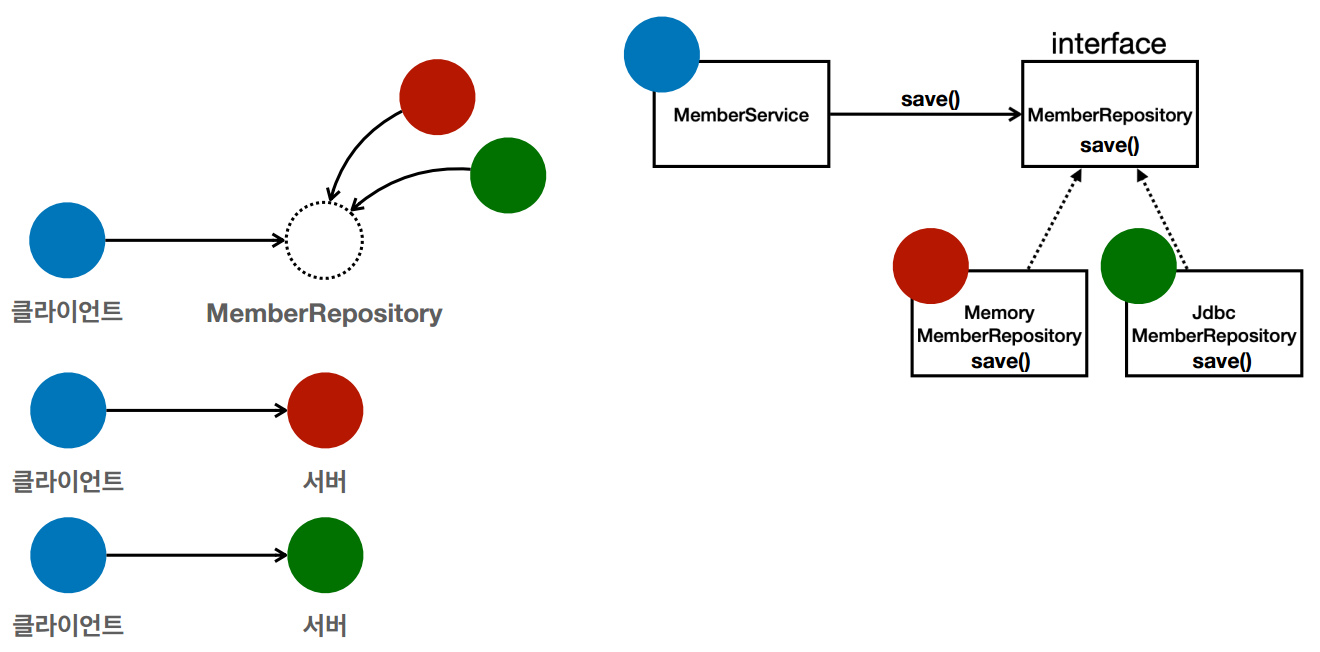 클라이언트
MemberRepository
클라이언트
서버
클라이언트
서버
interface
MemberService
save()
MemberRepository
save()
Memory
MemberRepository
save()
Jdbc
MemberRepository
save()